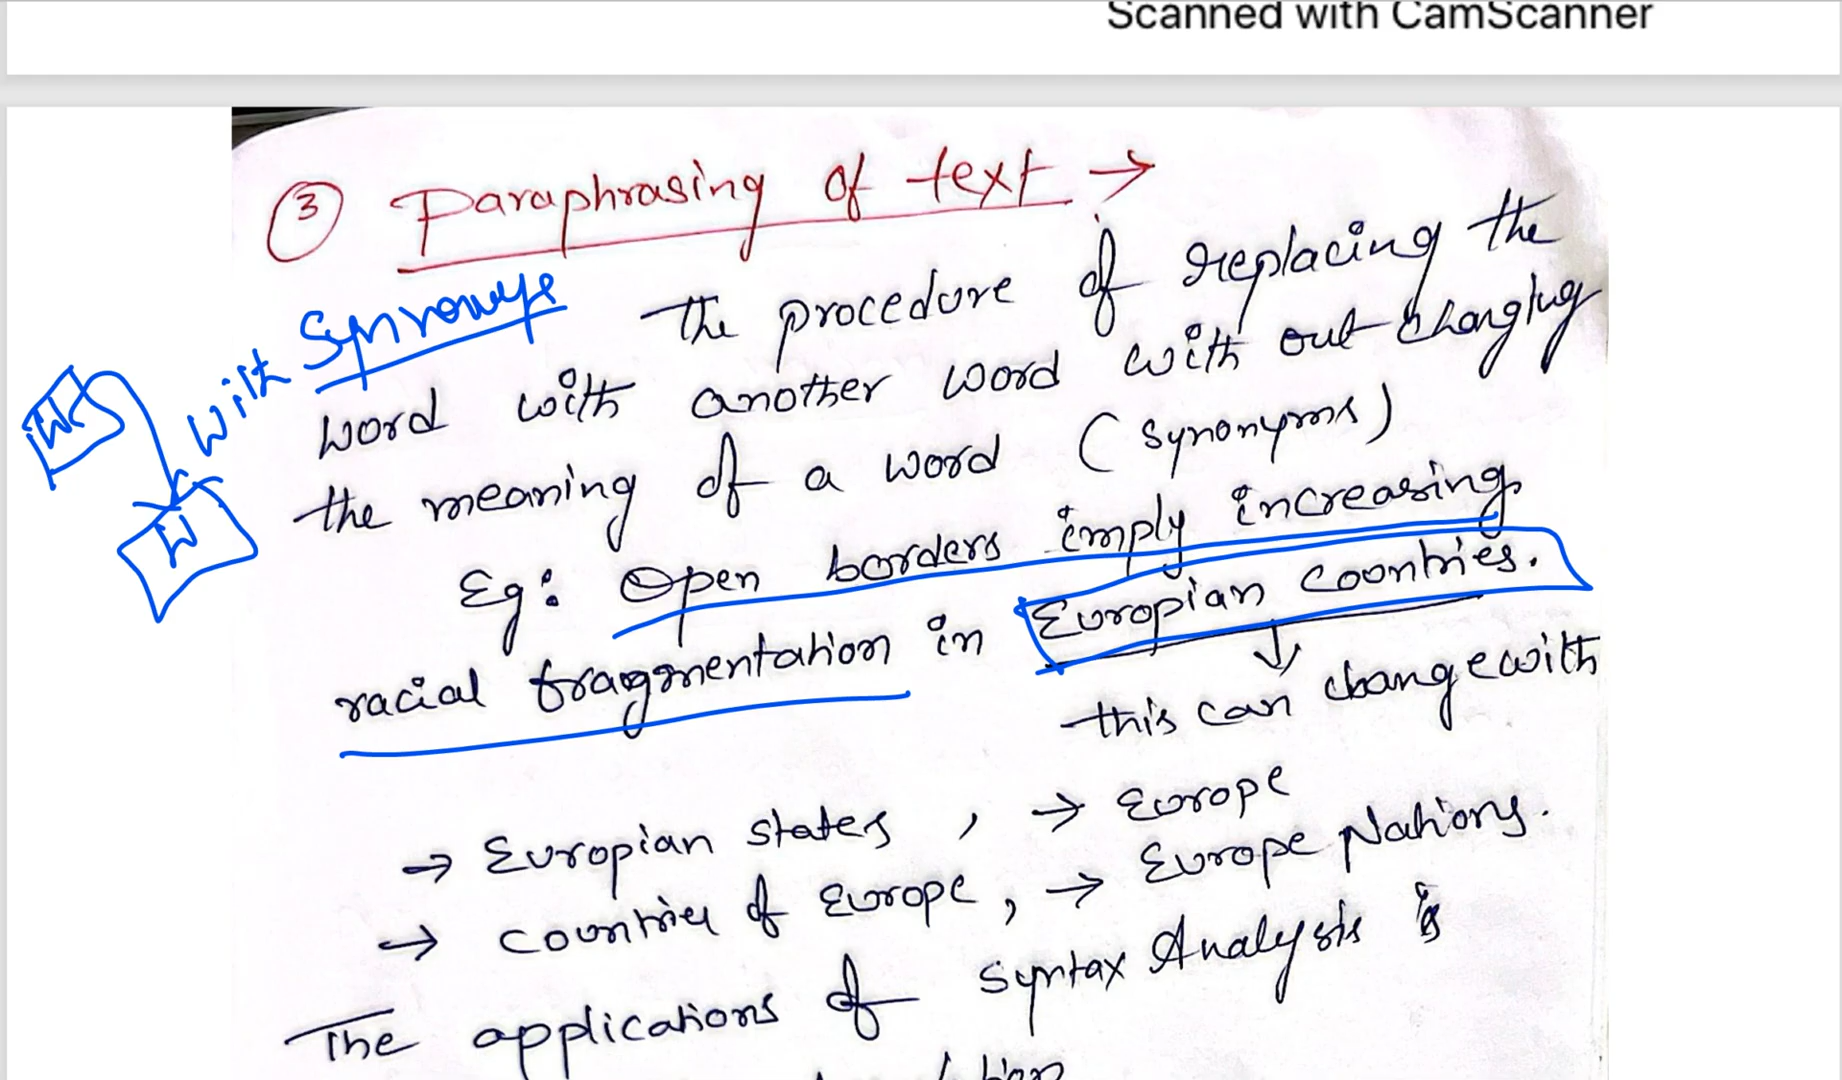 Scanned with CamScanner
③ Paraphrasing of text →
with
the procedure of replacing the
word with another word with out changing
the meaning of a word (synonyms)
W
W
Eg: Open borders imply increasing
racial fragmentation in Europian countries.
↓
this can change with
→ Europian states, → Europe
→ countries of Europe, → Europe Nations.
The applications of syntax Analysis is